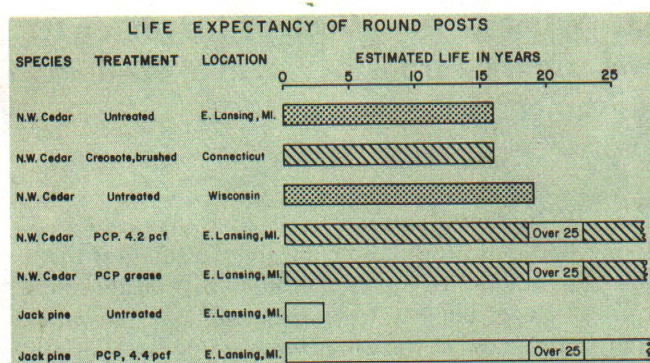 LIFE EXPECTANCY OF ROUND POSTS
SPECIES TREATMENT LOCATION ESTIMATED LIFE IN YEARS
0 5 10 15 20 25
N.W. Cedar Untreated E. Lansing, MI.
N.W. Cedar Creosote, brushed Connecticut
N.W. Cedar Untreated Wisconsin
N.W. Cedar PCP. 4.2 pcf E. Lansing, MI. Over 25
N.W. Cedar PCP grease E. Lansing, MI. Over 25
Jack pine Untreated E. Lansing, MI.
Jack pine PCP, 4.4 pcf E. Lansing, MI. Over 25